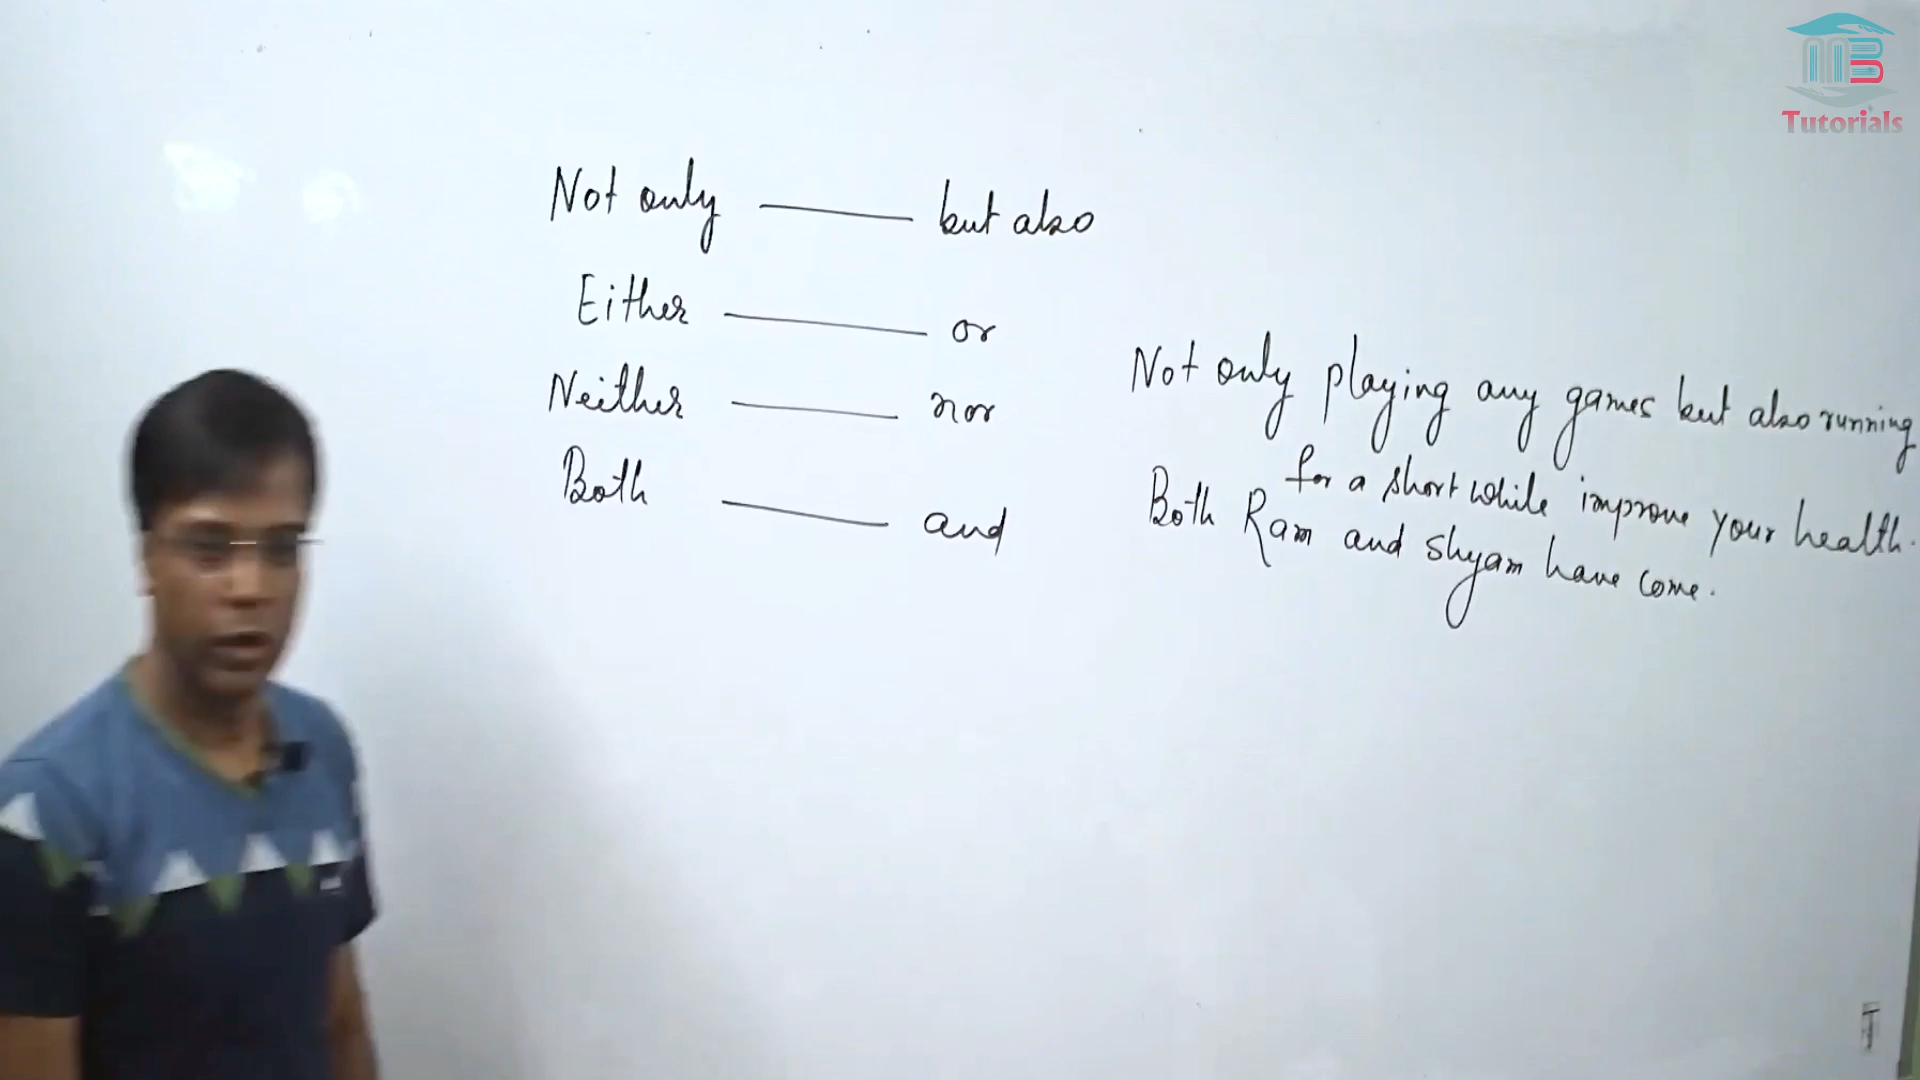 MB
Tutorials
Not only ——— but also
Either ——— or
Neither ——— nor
Both ——— and
Not only playing any games but also running
for a short while improve your health.
Both Ram and Shyam have come.